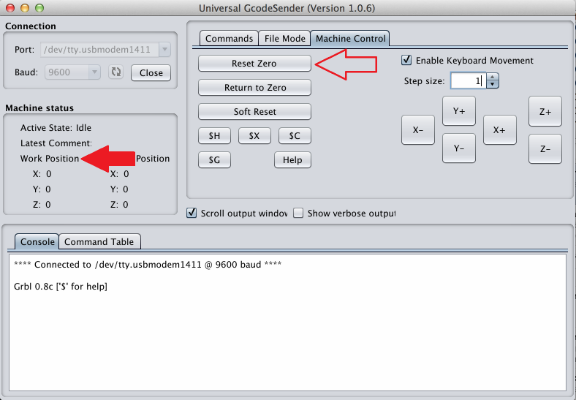 Universal GcodeSender (Version 1.0.6)
Connection
Port: /dev/tty.usbmodem1411
Baud: 9600 Close
Machine status
Active State: Idle
Latest Comment:
Work Position Position
X: 0 X: 0
Y: 0 Y: 0
Z: 0 Z: 0
Commands File Mode Machine Control
Reset Zero
Return to Zero
Soft Reset
$H $X $C
$G Help
Enable Keyboard Movement
Step size: 1
Y+ Z+
X- X+
Y- Z-
Scroll output window Show verbose output
Console Command Table
**** Connected to /dev/tty.usbmodem1411 @ 9600 baud ****
Grbl 0.8c ['$' for help]